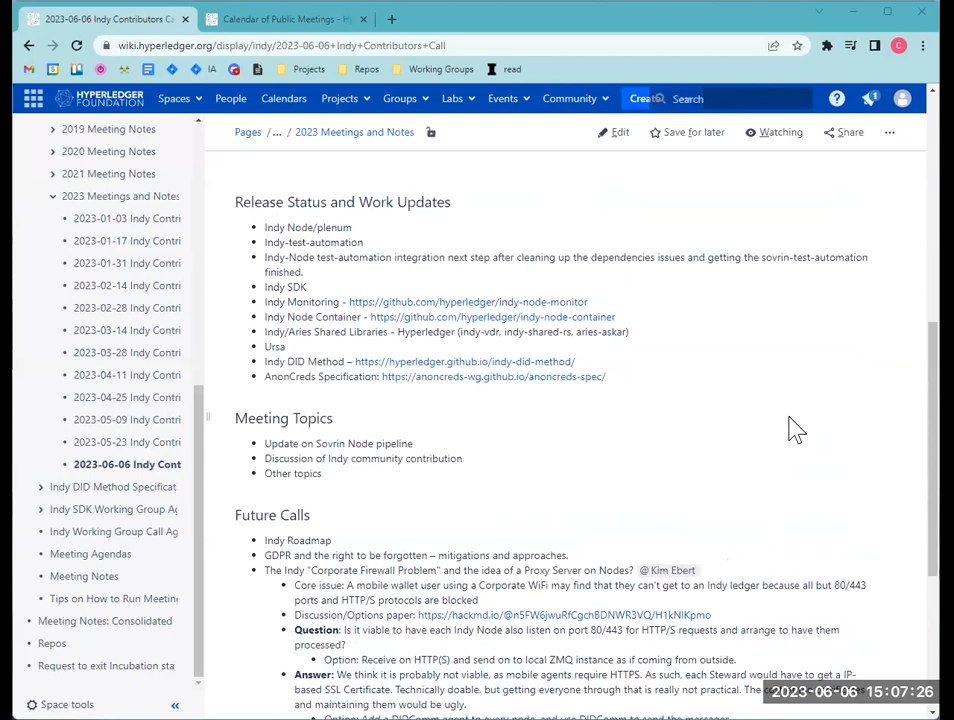 2023-06-06 Indy Contributors C
Calendar of Public Meetings - H
wiki.hyperledger.org/display/indy/2023-06-06+Indy+Contributors+Call
C
IA
Projects
Repos
Working Groups
read
HYPERLEDGER
FOUNDATION
Spaces
People
Calendars
Projects
Groups
Labs
Events
Community
Create
Search
1
2019 Meeting Notes
2020 Meeting Notes
2021 Meeting Notes
2023 Meetings and Notes
2023-01-03 Indy Contri
2023-01-17 Indy Contri
2023-01-31 Indy Contri
2023-02-14 Indy Contri
2023-02-28 Indy Contri
2023-03-14 Indy Contri
2023-03-28 Indy Contri
2023-04-11 Indy Contri
2023-04-25 Indy Contri
2023-05-09 Indy Contri
2023-05-23 Indy Contri
2023-06-06 Indy Cont
Indy DID Method Specificat
Indy SDK Working Group Ag
Indy Working Group Call Ag
Meeting Agendas
Meeting Notes
Tips on How to Run Meetin
Meeting Notes: Consolidated
Repos
Request to exit Incubation sta
Space tools
Pages /... / 2023 Meetings and Notes
Edit
Save for later
Watching
Share
Release Status and Work Updates
Indy Node/plenum
Indy-test-automation
Indy-Node test-automation integration next step after cleaning up the dependencies issues and getting the sovrin-test-automation
finished.
Indy SDK
Indy Monitoring - https://github.com/hyperledger/indy-node-monitor
Indy Node Container - https://github.com/hyperledger/indy-node-container
Indy/Aries Shared Libraries - Hyperledger (indy-vdr, indy-shared-rs, aries-askar)
Ursa
Indy DID Method – https://hyperledger.github.io/indy-did-method/
AnonCreds Specification: https://anoncreds-wg.github.io/anoncreds-spec/
Meeting Topics
Update on Sovrin Node pipeline
Discussion of Indy community contribution
Other topics
Future Calls
Indy Roadmap
GDPR and the right to be forgotten – mitigations and approaches.
The Indy "Corporate Firewall Problem" and the idea of a Proxy Server on Nodes? @Kim Ebert
Core issue: A mobile wallet user using a Corporate WiFi may find that they can't get to an Indy ledger because all but 80/443
ports and HTTP/S protocols are blocked
Discussion/Options paper: https://hackmd.io/@n5FW6jwuRfCgchBDNWR3VQ/H1kNlKpmo
Question: Is it viable to have each Indy Node also listen on port 80/443 for HTTP/S requests and arrange to have them
processed?
Option: Receive on HTTP(S) and send on to local ZMQ instance as if coming from outside.
Answer: We think it is probably not viable, as mobile agents require HTTPS. As such, each Steward would have to get a IP-
based SSL Certificate. Technically doable, but getting everyone through that is really not practical. The
and maintaining them would be ugly.
Option: Add a DIDComm agent to every node, and use DIDComm to send the messages
2023-06-06 15:07:26